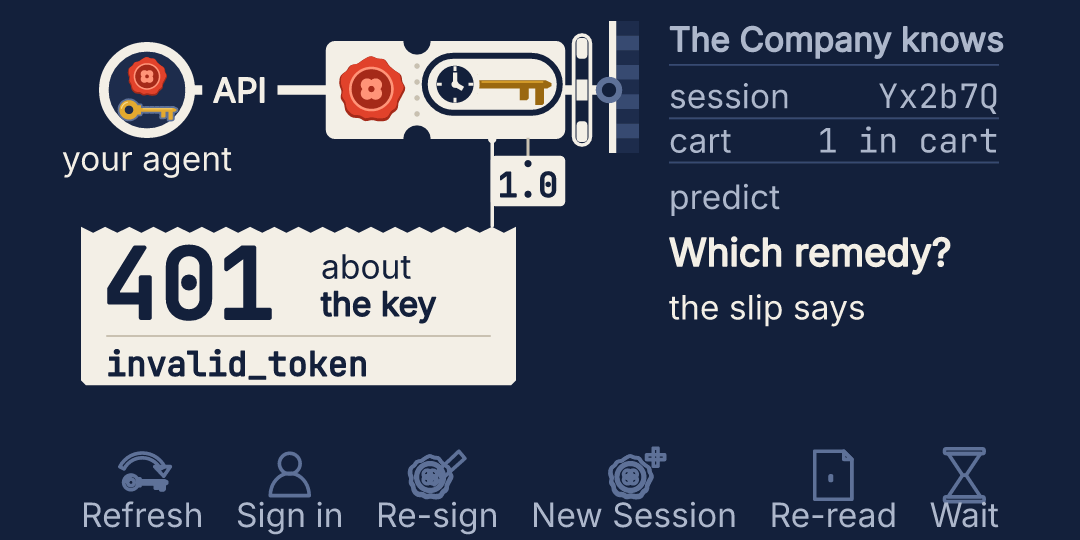 API
your agent
1.0
401
about
the key
invalid_token
The Company knows
session Yx2b7Q
cart 1 in cart
predict
Which remedy?
the slip says
Refresh Sign in Re-sign New Session Re-read Wait